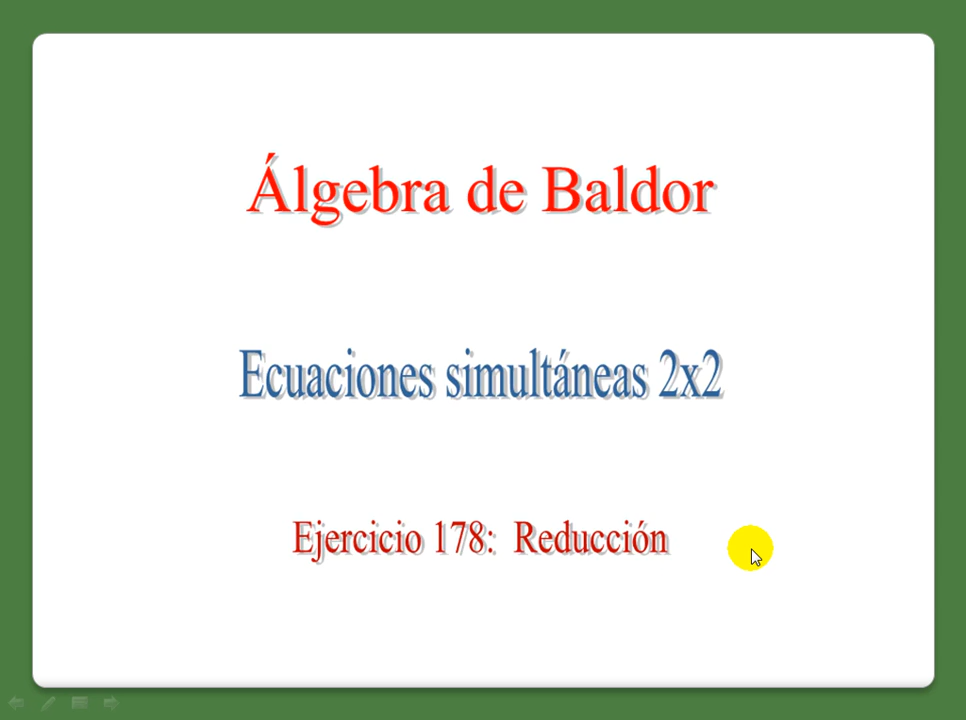 Álgebra de Baldor
Ecuaciones simultáneas 2x2
Ejercicio 178: Reducción